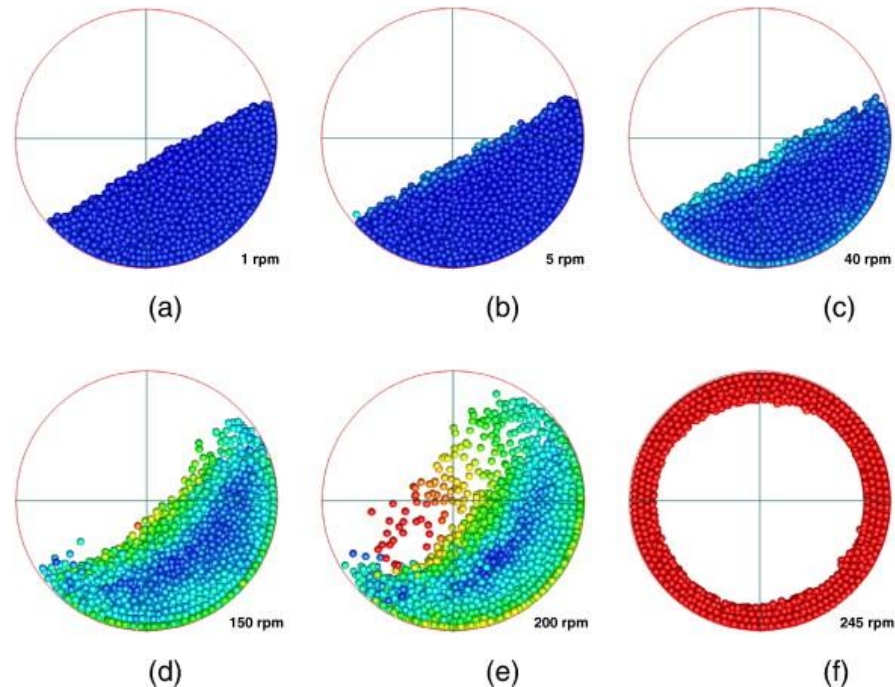 1 rpm
5 rpm
40 rpm
(a)
(b)
(c)
150 rpm
200 rpm
245 rpm
(d)
(e)
(f)